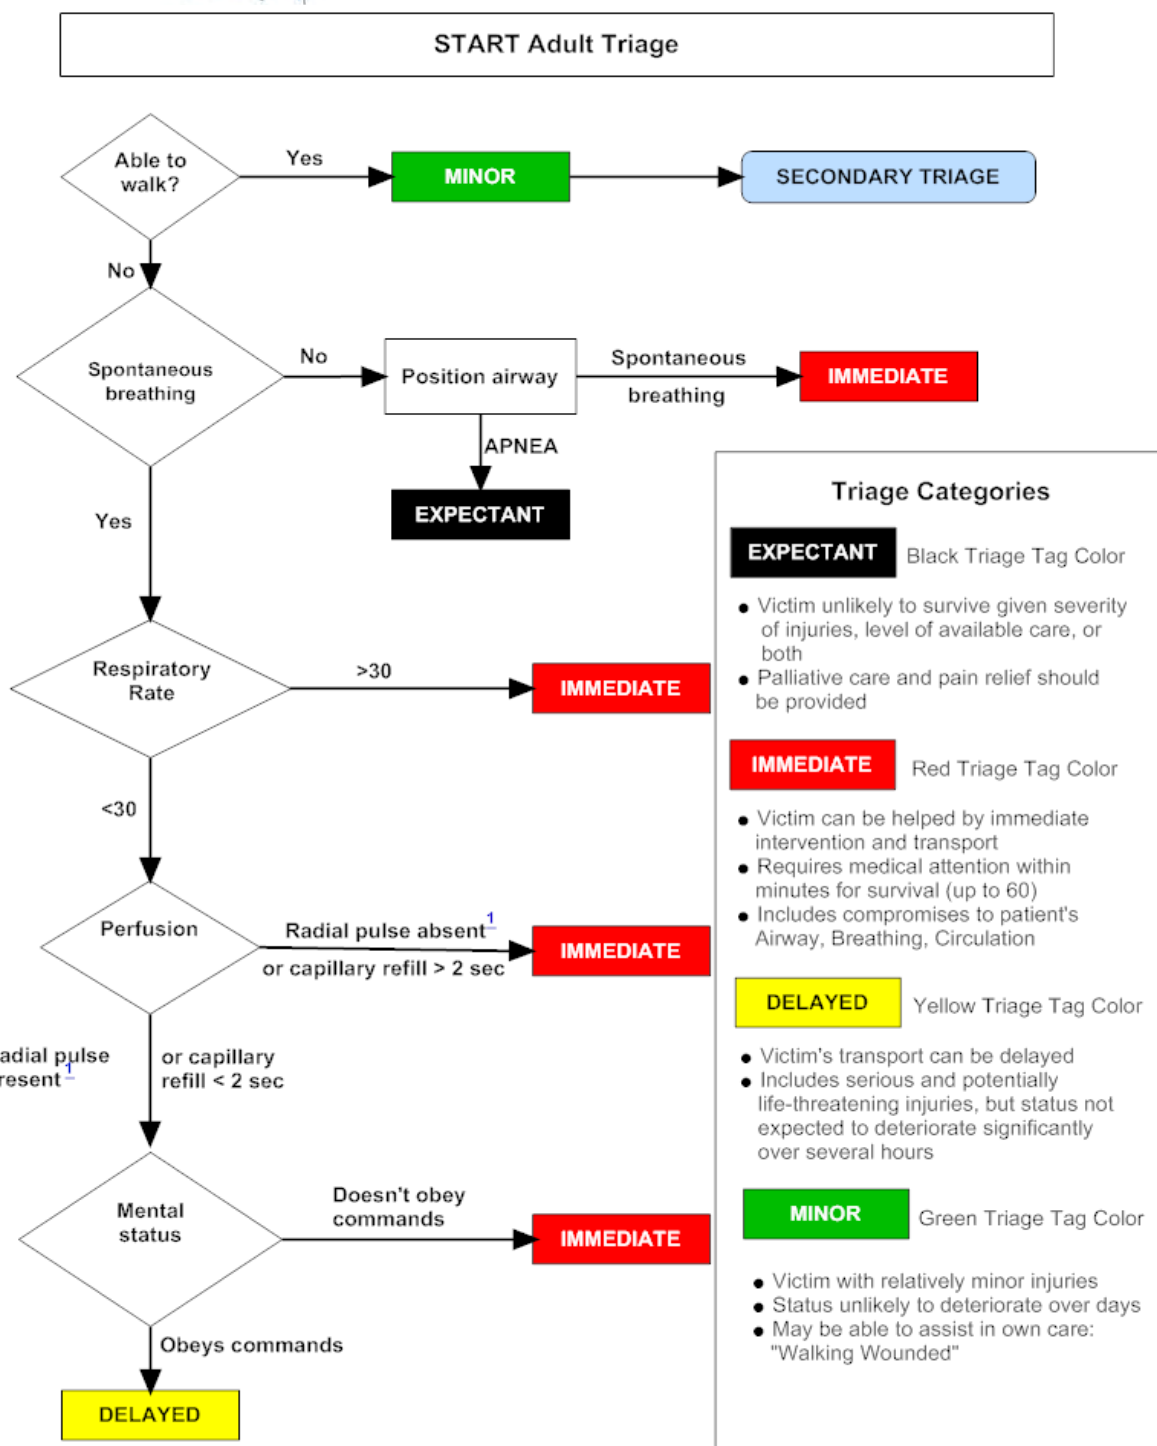 START Adult Triage
Able to
walk?
Yes
MINOR
SECONDARY TRIAGE
No
Spontaneous
breathing
No
Position airway
Spontaneous
breathing
IMMEDIATE
APNEA
EXPECTANT
Yes
Respiratory
Rate
>30
IMMEDIATE
<30
Perfusion
Radial pulse absent1
or capillary refill > 2 sec
IMMEDIATE
adial pulse
resent1
or capillary
refill < 2 sec
Mental
status
Doesn't obey
commands
IMMEDIATE
Obeys commands
DELAYED
Triage Categories
EXPECTANT Black Triage Tag Color
● Victim unlikely to survive given severity
of injuries, level of available care, or
both
● Palliative care and pain relief should
be provided
IMMEDIATE Red Triage Tag Color
● Victim can be helped by immediate
intervention and transport
● Requires medical attention within
minutes for survival (up to 60)
● Includes compromises to patient's
Airway, Breathing, Circulation
DELAYED Yellow Triage Tag Color
● Victim's transport can be delayed
● Includes serious and potentially
life-threatening injuries, but status not
expected to deteriorate significantly
over several hours
MINOR Green Triage Tag Color
● Victim with relatively minor injuries
● Status unlikely to deteriorate over days
● May be able to assist in own care:
"Walking Wounded"